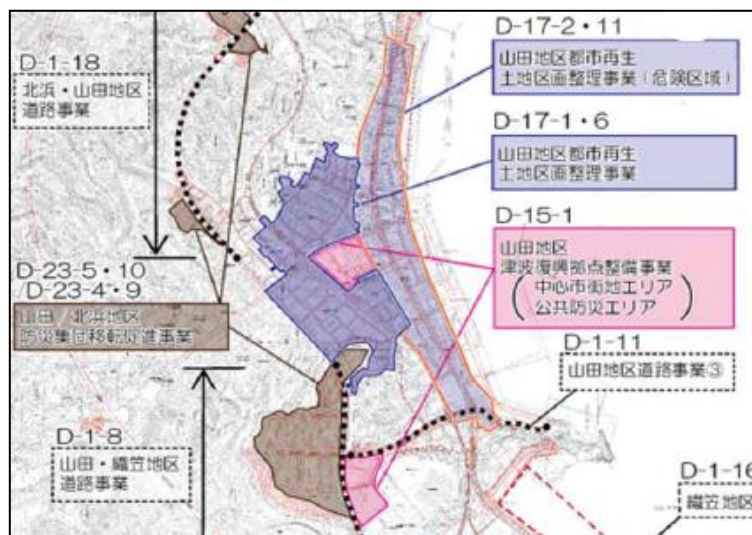 D-17-2・11
山田地区都市再生
土地区画整理事業（危険区域）
D-1-18
北浜・山田地区
道路事業
D-17-1・6
山田地区都市再生
土地区画整理事業
D-15-1
山田地区
津波復興部点整備事業
（中心市街地エリア
公共防災エリア）
D-23-5・10
/D-23-4・9
山田／北浜地区
防災集団移転促進事業
D-1-11
山田地区道路事業③
D-1-8
山田・織笠地区
道路事業
D-1-16
織笠地区